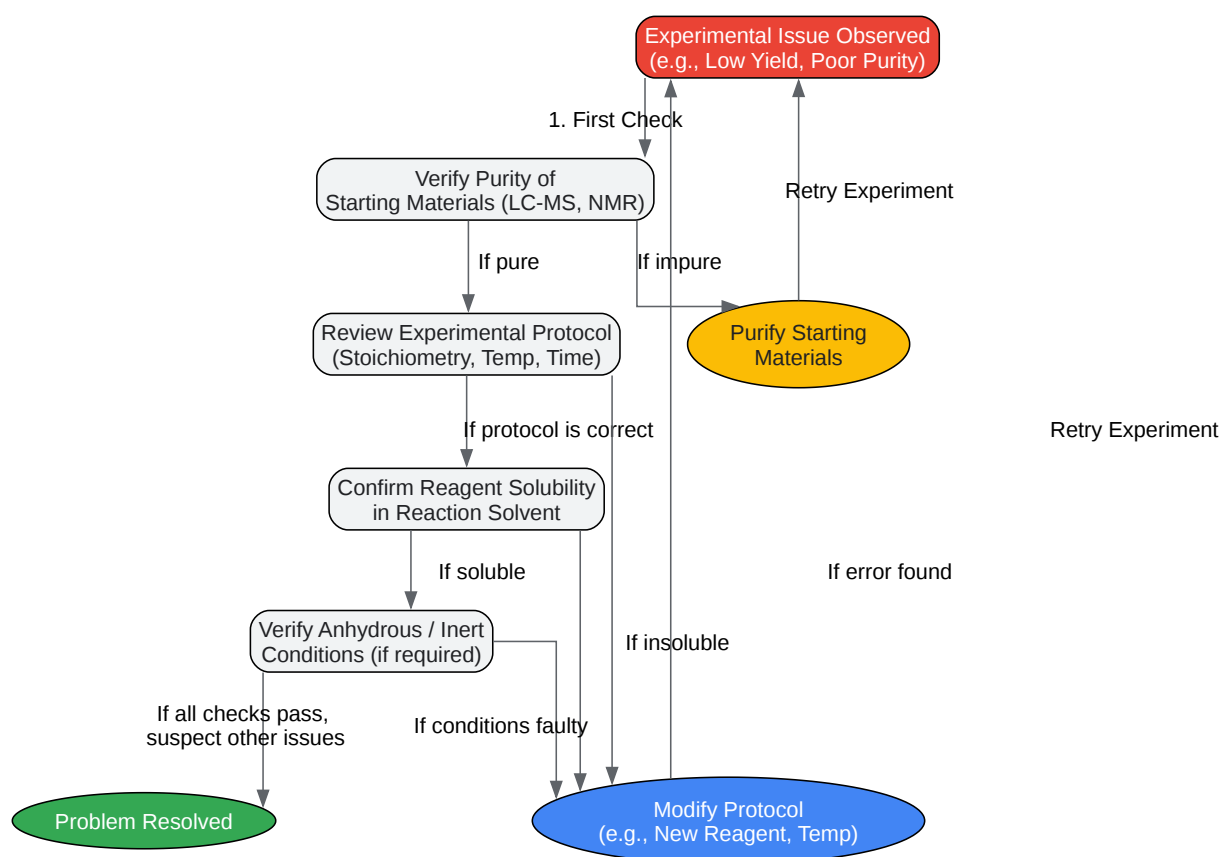 Experimental Issue Observed
(e.g., Low Yield, Poor Purity)
1. First Check
Verify Purity of
Starting Materials (LC-MS, NMR)
Retry Experiment
If pure
If impure
Review Experimental Protocol
(Stoichiometry, Temp, Time)
Purify Starting
Materials
If protocol is correct
Retry Experiment
Confirm Reagent Solubility
in Reaction Solvent
If soluble
If error found
Verify Anhydrous / Inert
Conditions (if required)
If insoluble
If all checks pass,
suspect other issues
If conditions faulty
Problem Resolved
Modify Protocol
(e.g., New Reagent, Temp)